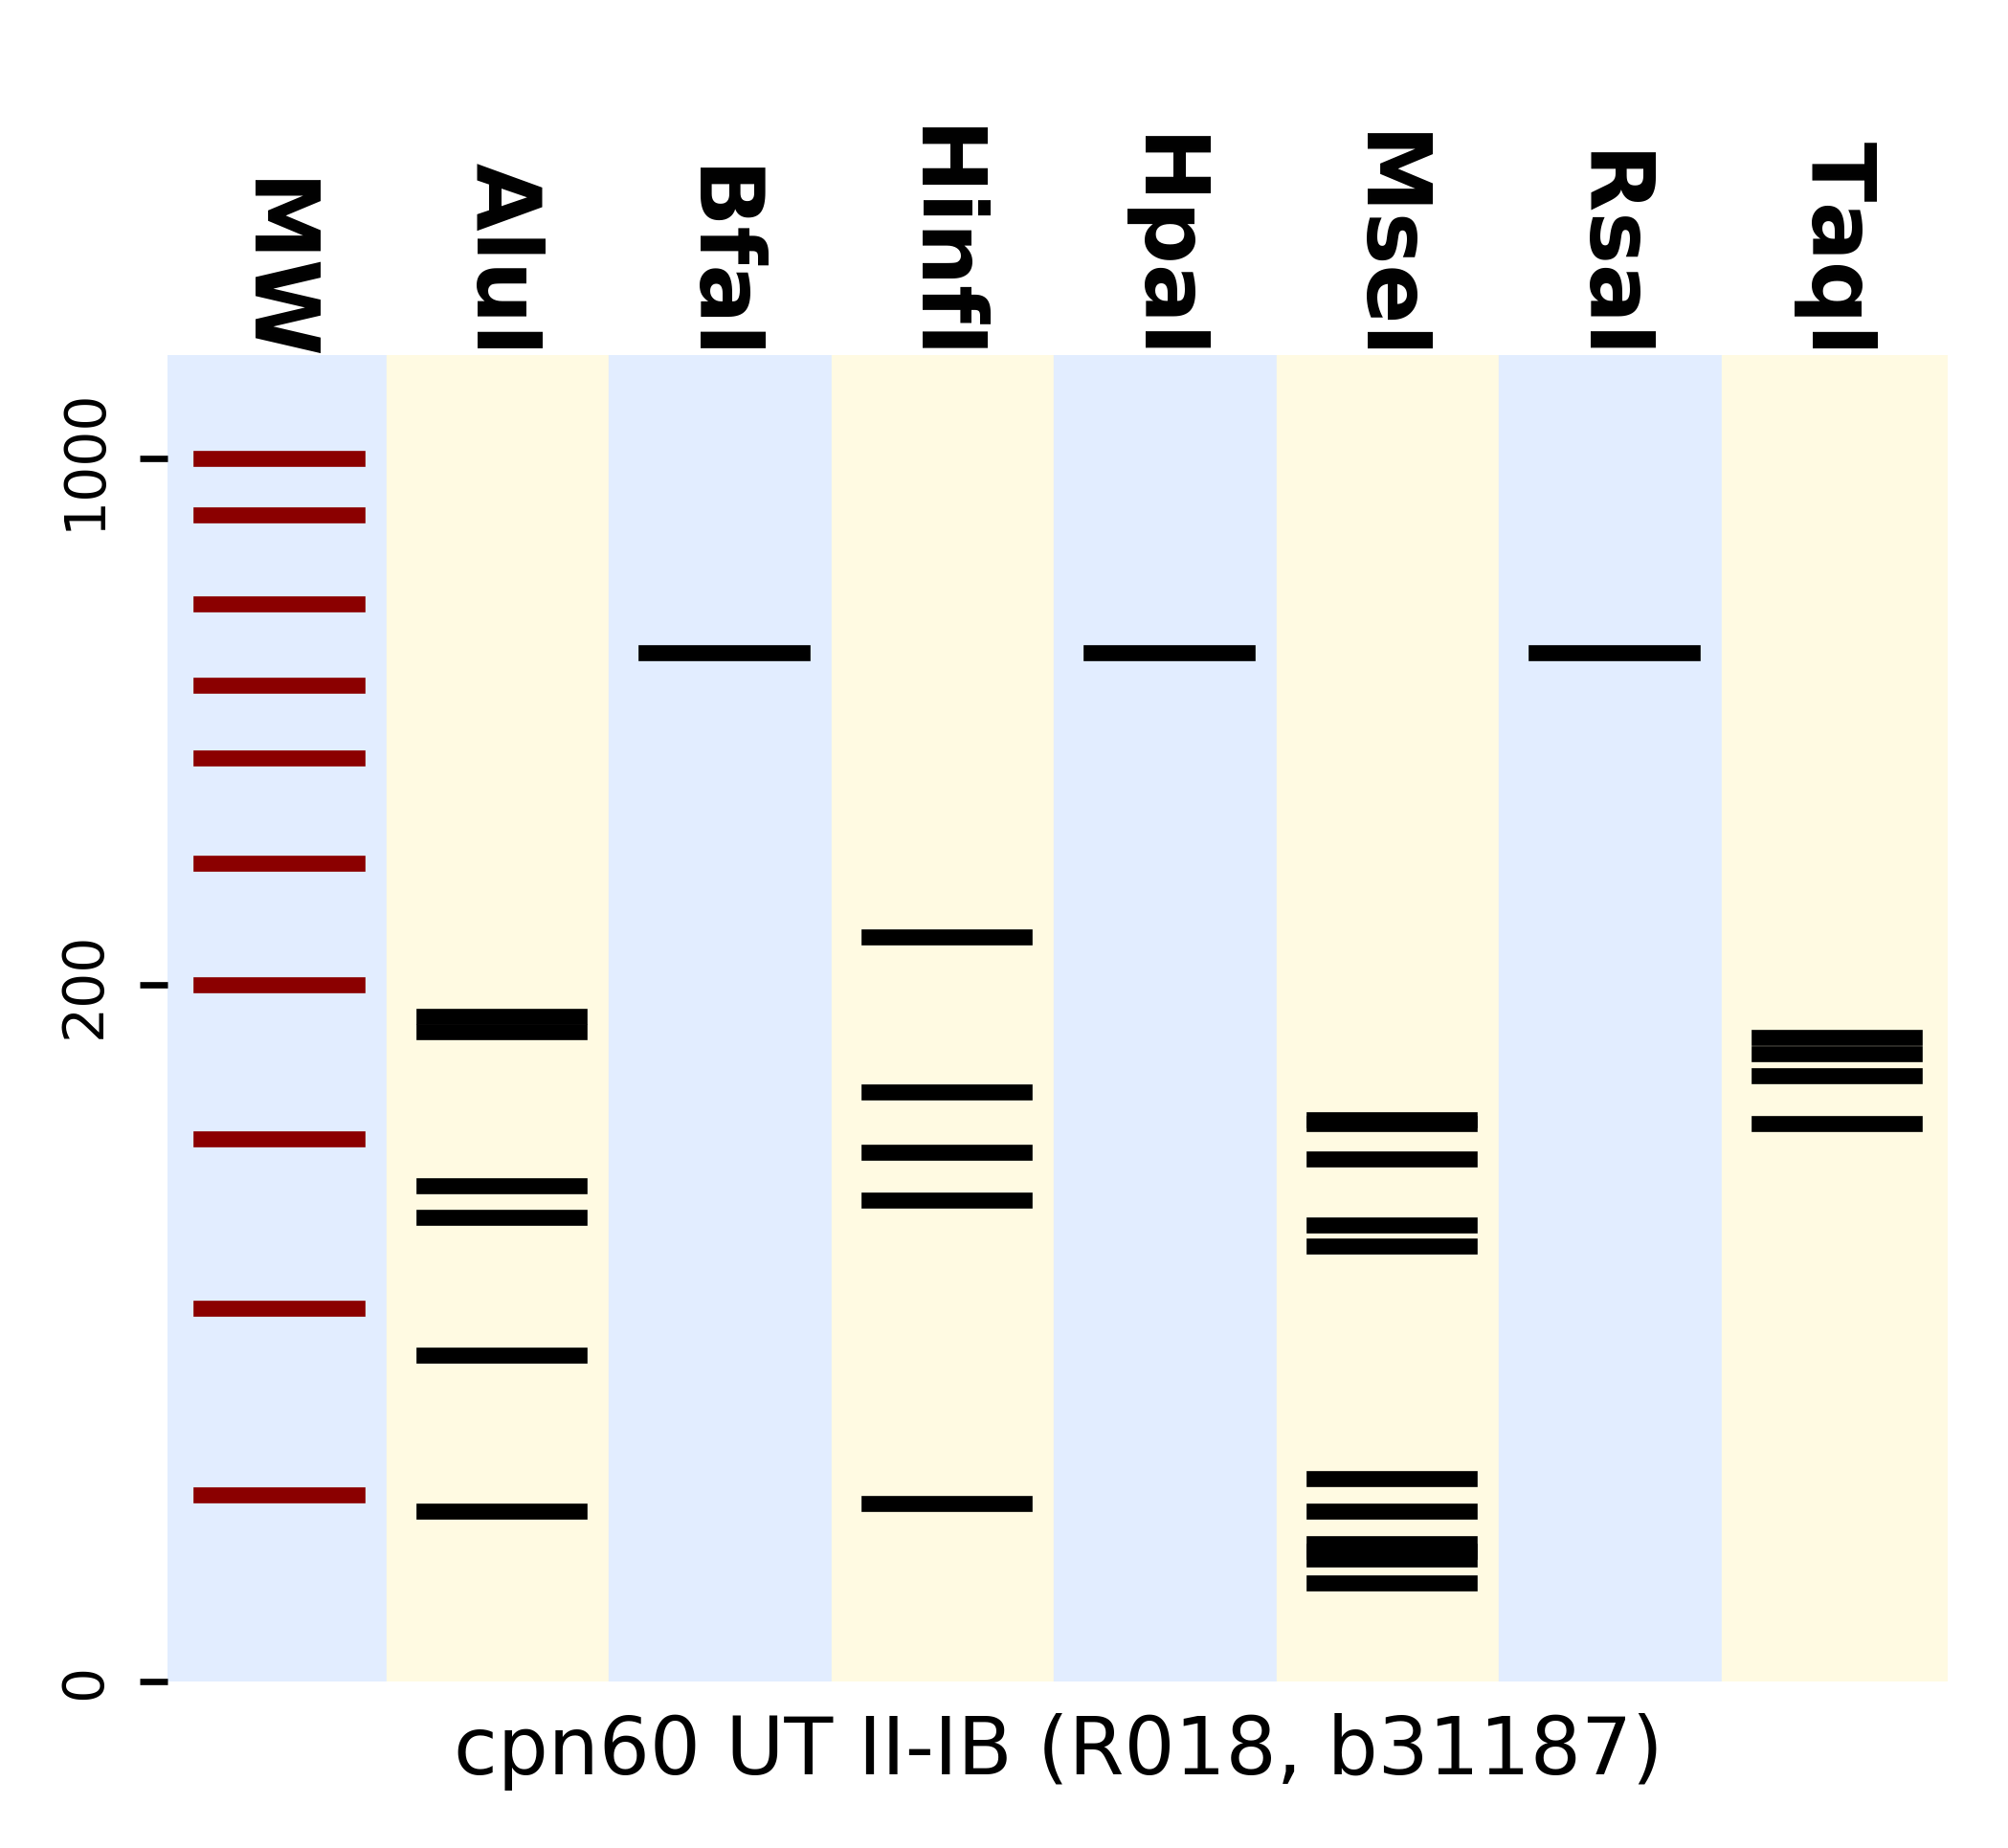 MW
AluI
BfaI
HinfI
HpaI
MseI
RsaI
TaqI
1000
200
0
cpn60 UT II-IB (R018, b31187)